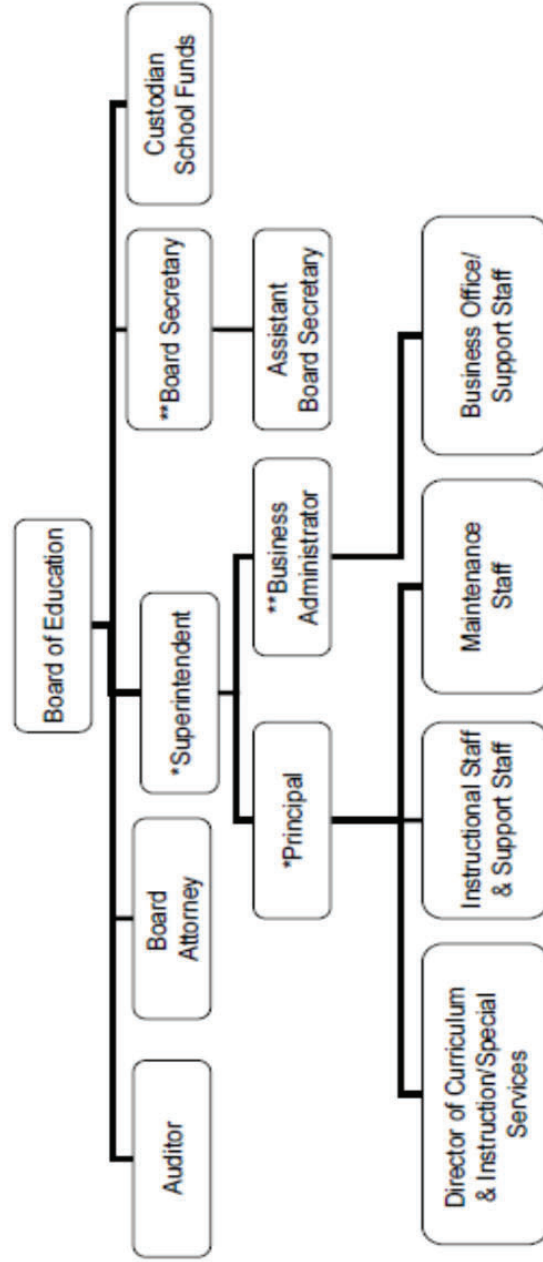 Board of Education
Auditor
Board
Attorney
*Superintendent
**Board Secretary
Custodian
School Funds
*Principal
**Business
Administrator
Assistant
Board Secretary
Director of Curriculum
& Instruction/Special
Services
Instructional Staff
& Support Staff
Maintenance
Staff
Business Office/
Support Staff